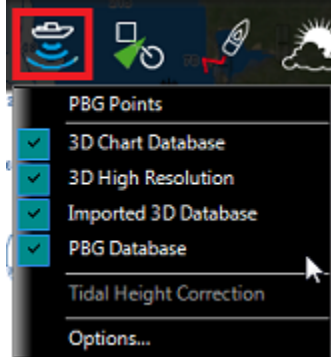 PBG Points
3D Chart Database
3D High Resolution
Imported 3D Database
PBG Database
Tidal Height Correction
Options...